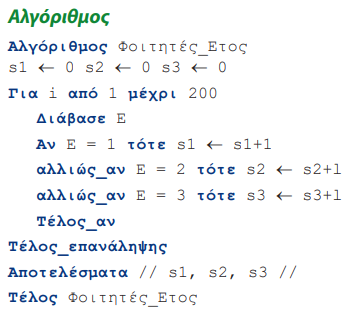 Αλγόριθμος
Αλγόριθμος Φοιτητές_Ετος
s1 ← 0 s2 ← 0 s3 ← 0
Για i από 1 μέχρι 200
Διάβασε Ε
Αν Ε = 1 τότε s1 ← s1+1
αλλιώς_αν Ε = 2 τότε s2 ← s2+1
αλλιώς_αν Ε = 3 τότε s3 ← s3+1
Τέλος_αν
Τέλος_επανάληψης
Αποτελέσματα // s1, s2, s3 //
Τέλος Φοιτητές_Ετος